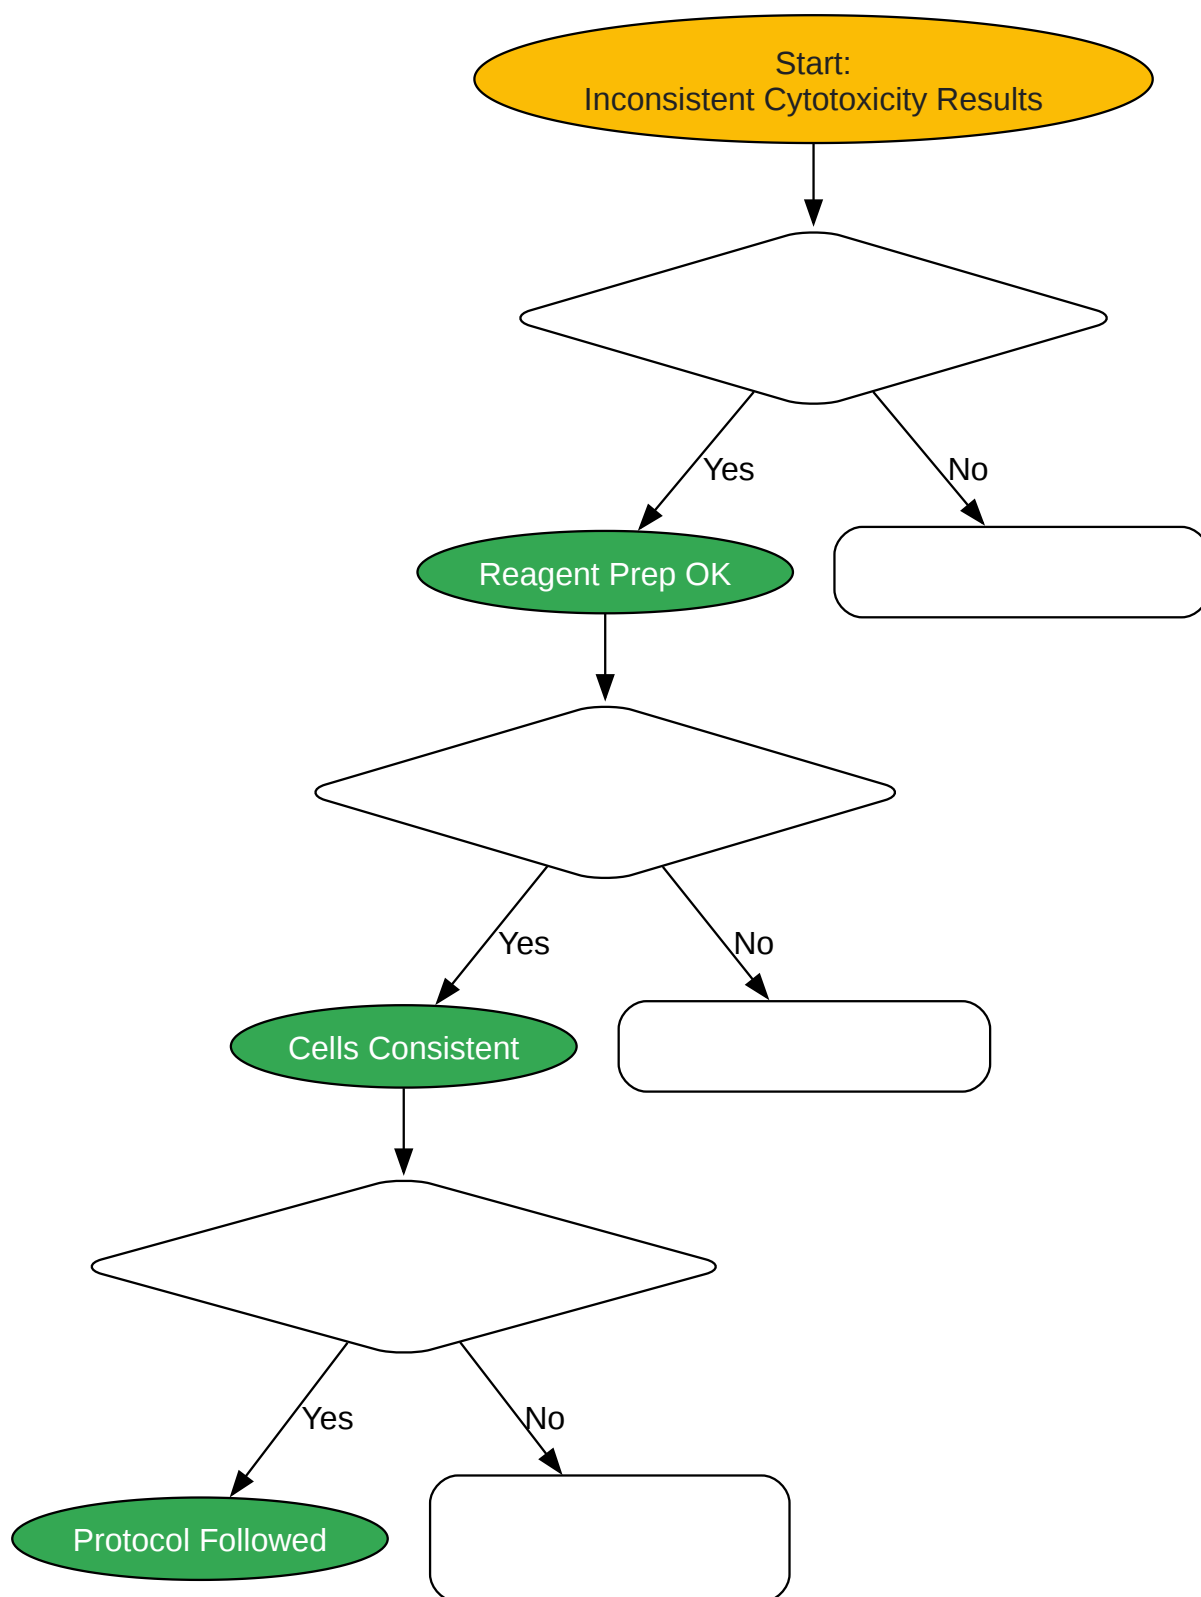 Start:
Inconsistent Cytotoxicity Results
Yes
No
Reagent Prep OK
Yes
No
Cells Consistent
Yes
No
Protocol Followed